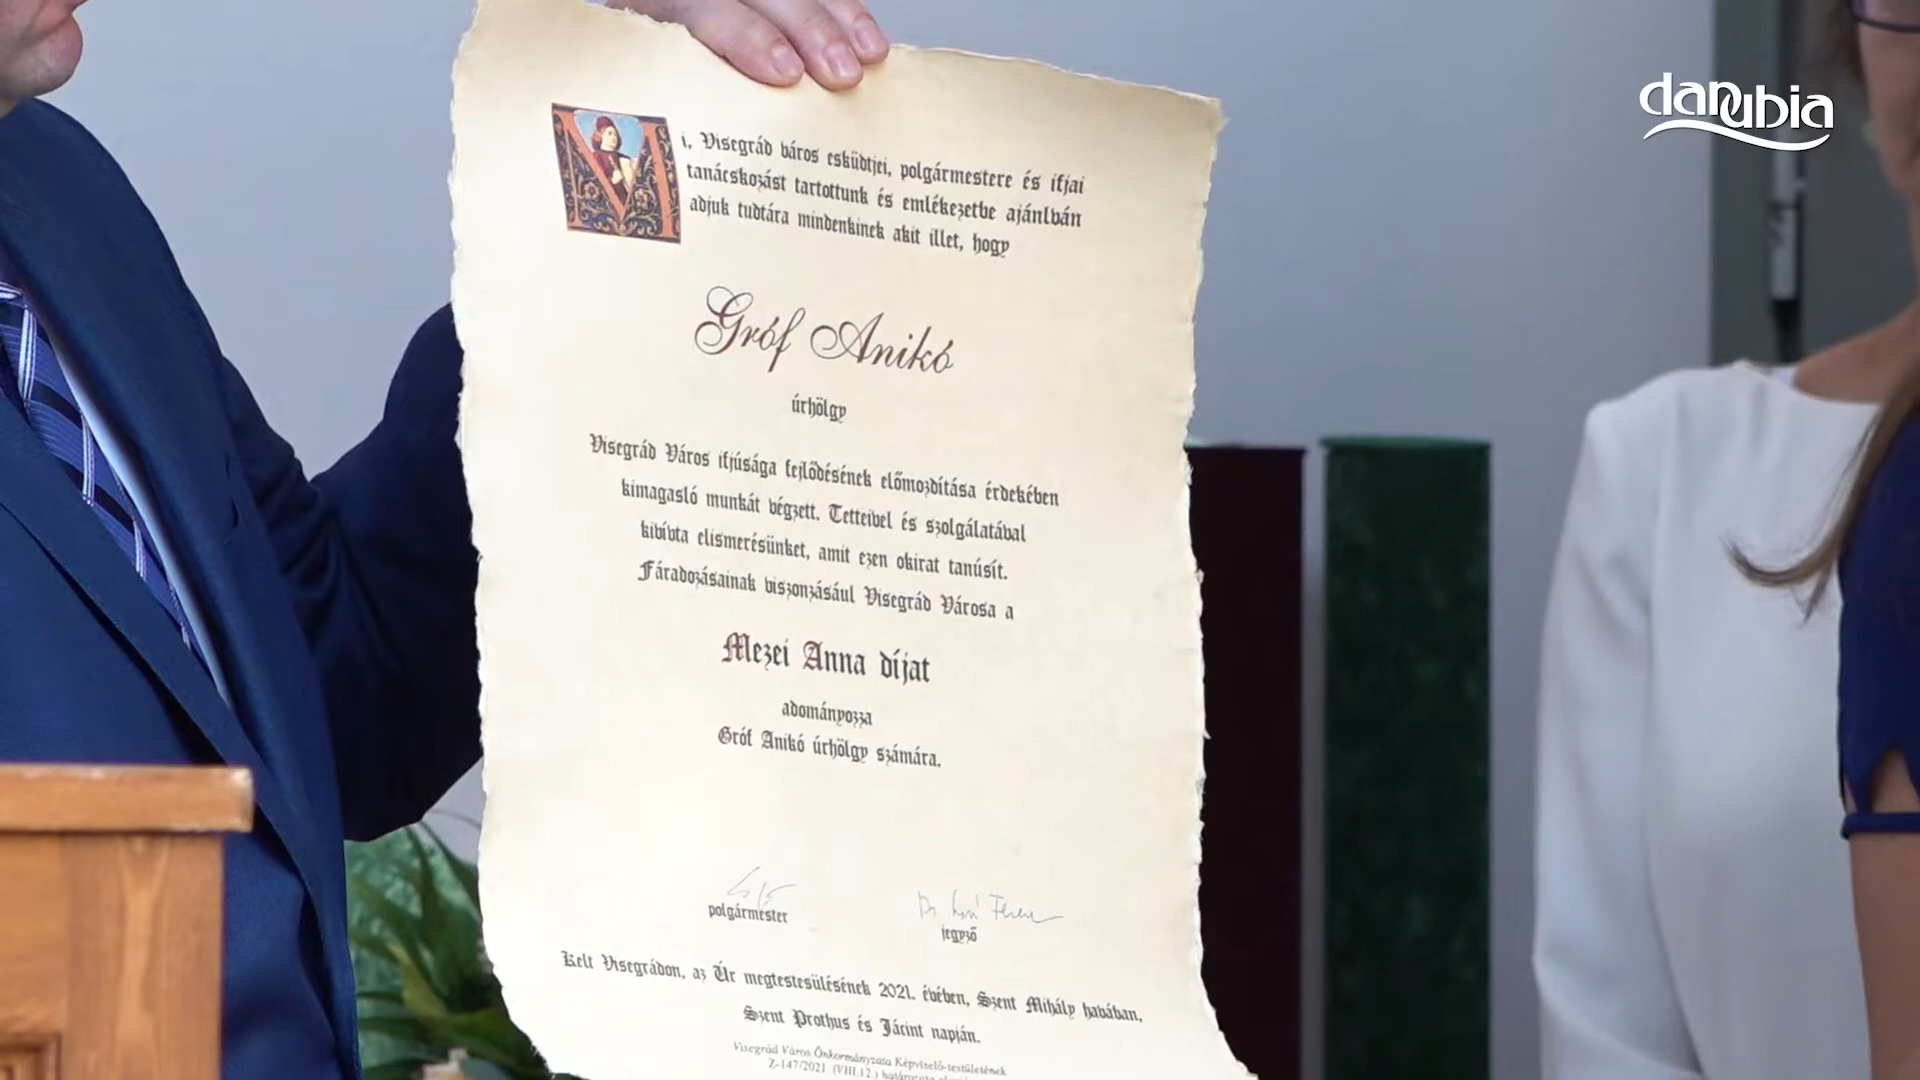 danubia
Mi, Visegrád város esküdtjei, polgármestere és ifjai
tanácskozást tartottunk és emlékezetbe ajánlván
adjuk tudtára mindenkinek akit illet, hogy
Gróf Anikó
úrhölgy
Visegrád Város ifjúsága fejlődésének előmozdítása érdekében
kimagasló munkát végzett. Tetteivel és szolgálatával
kivívta elismerésünket, amit ezen okirat tanúsít.
Fáradozásainak viszonzásául Visegrád Városa a
Mezei Anna díjat
adományozza
Gróf Anikó úrhölgy számára.
polgármester
Dr. Ferenc
jegyző
Kelt Visegrádon, az Úr megtestesülésének 2021. évében, Szent Mihály havában,
Szent Prothus és Jácint napján.
Visegrád Város Önkormányzata Képviselő-testületének
Z-147/2021. (VIII.12.) határozata